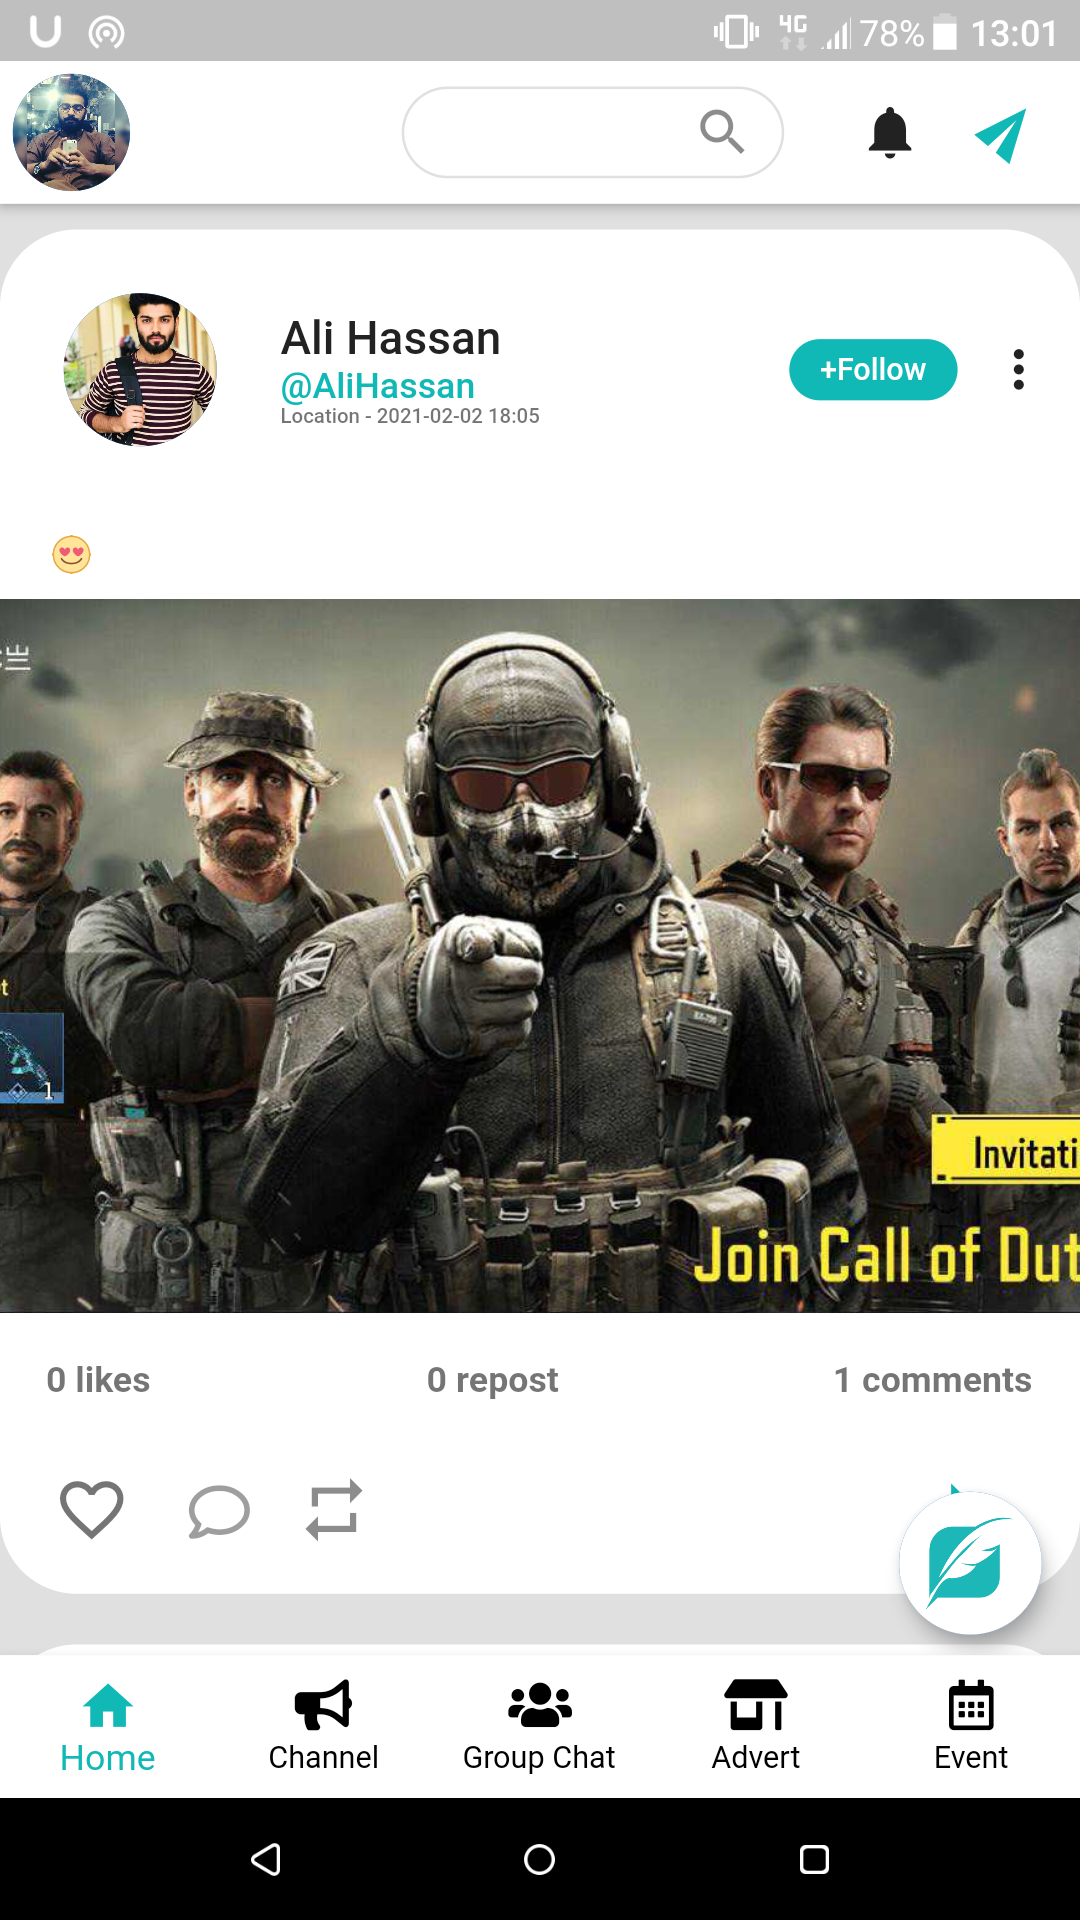 4G 78% 13:01
Ali Hassan
@AliHassan
Location - 2021-02-02 18:05
+Follow
1
Invitati
Join Call of Dut
0 likes 0 repost 1 comments
Home Channel Group Chat Advert Event